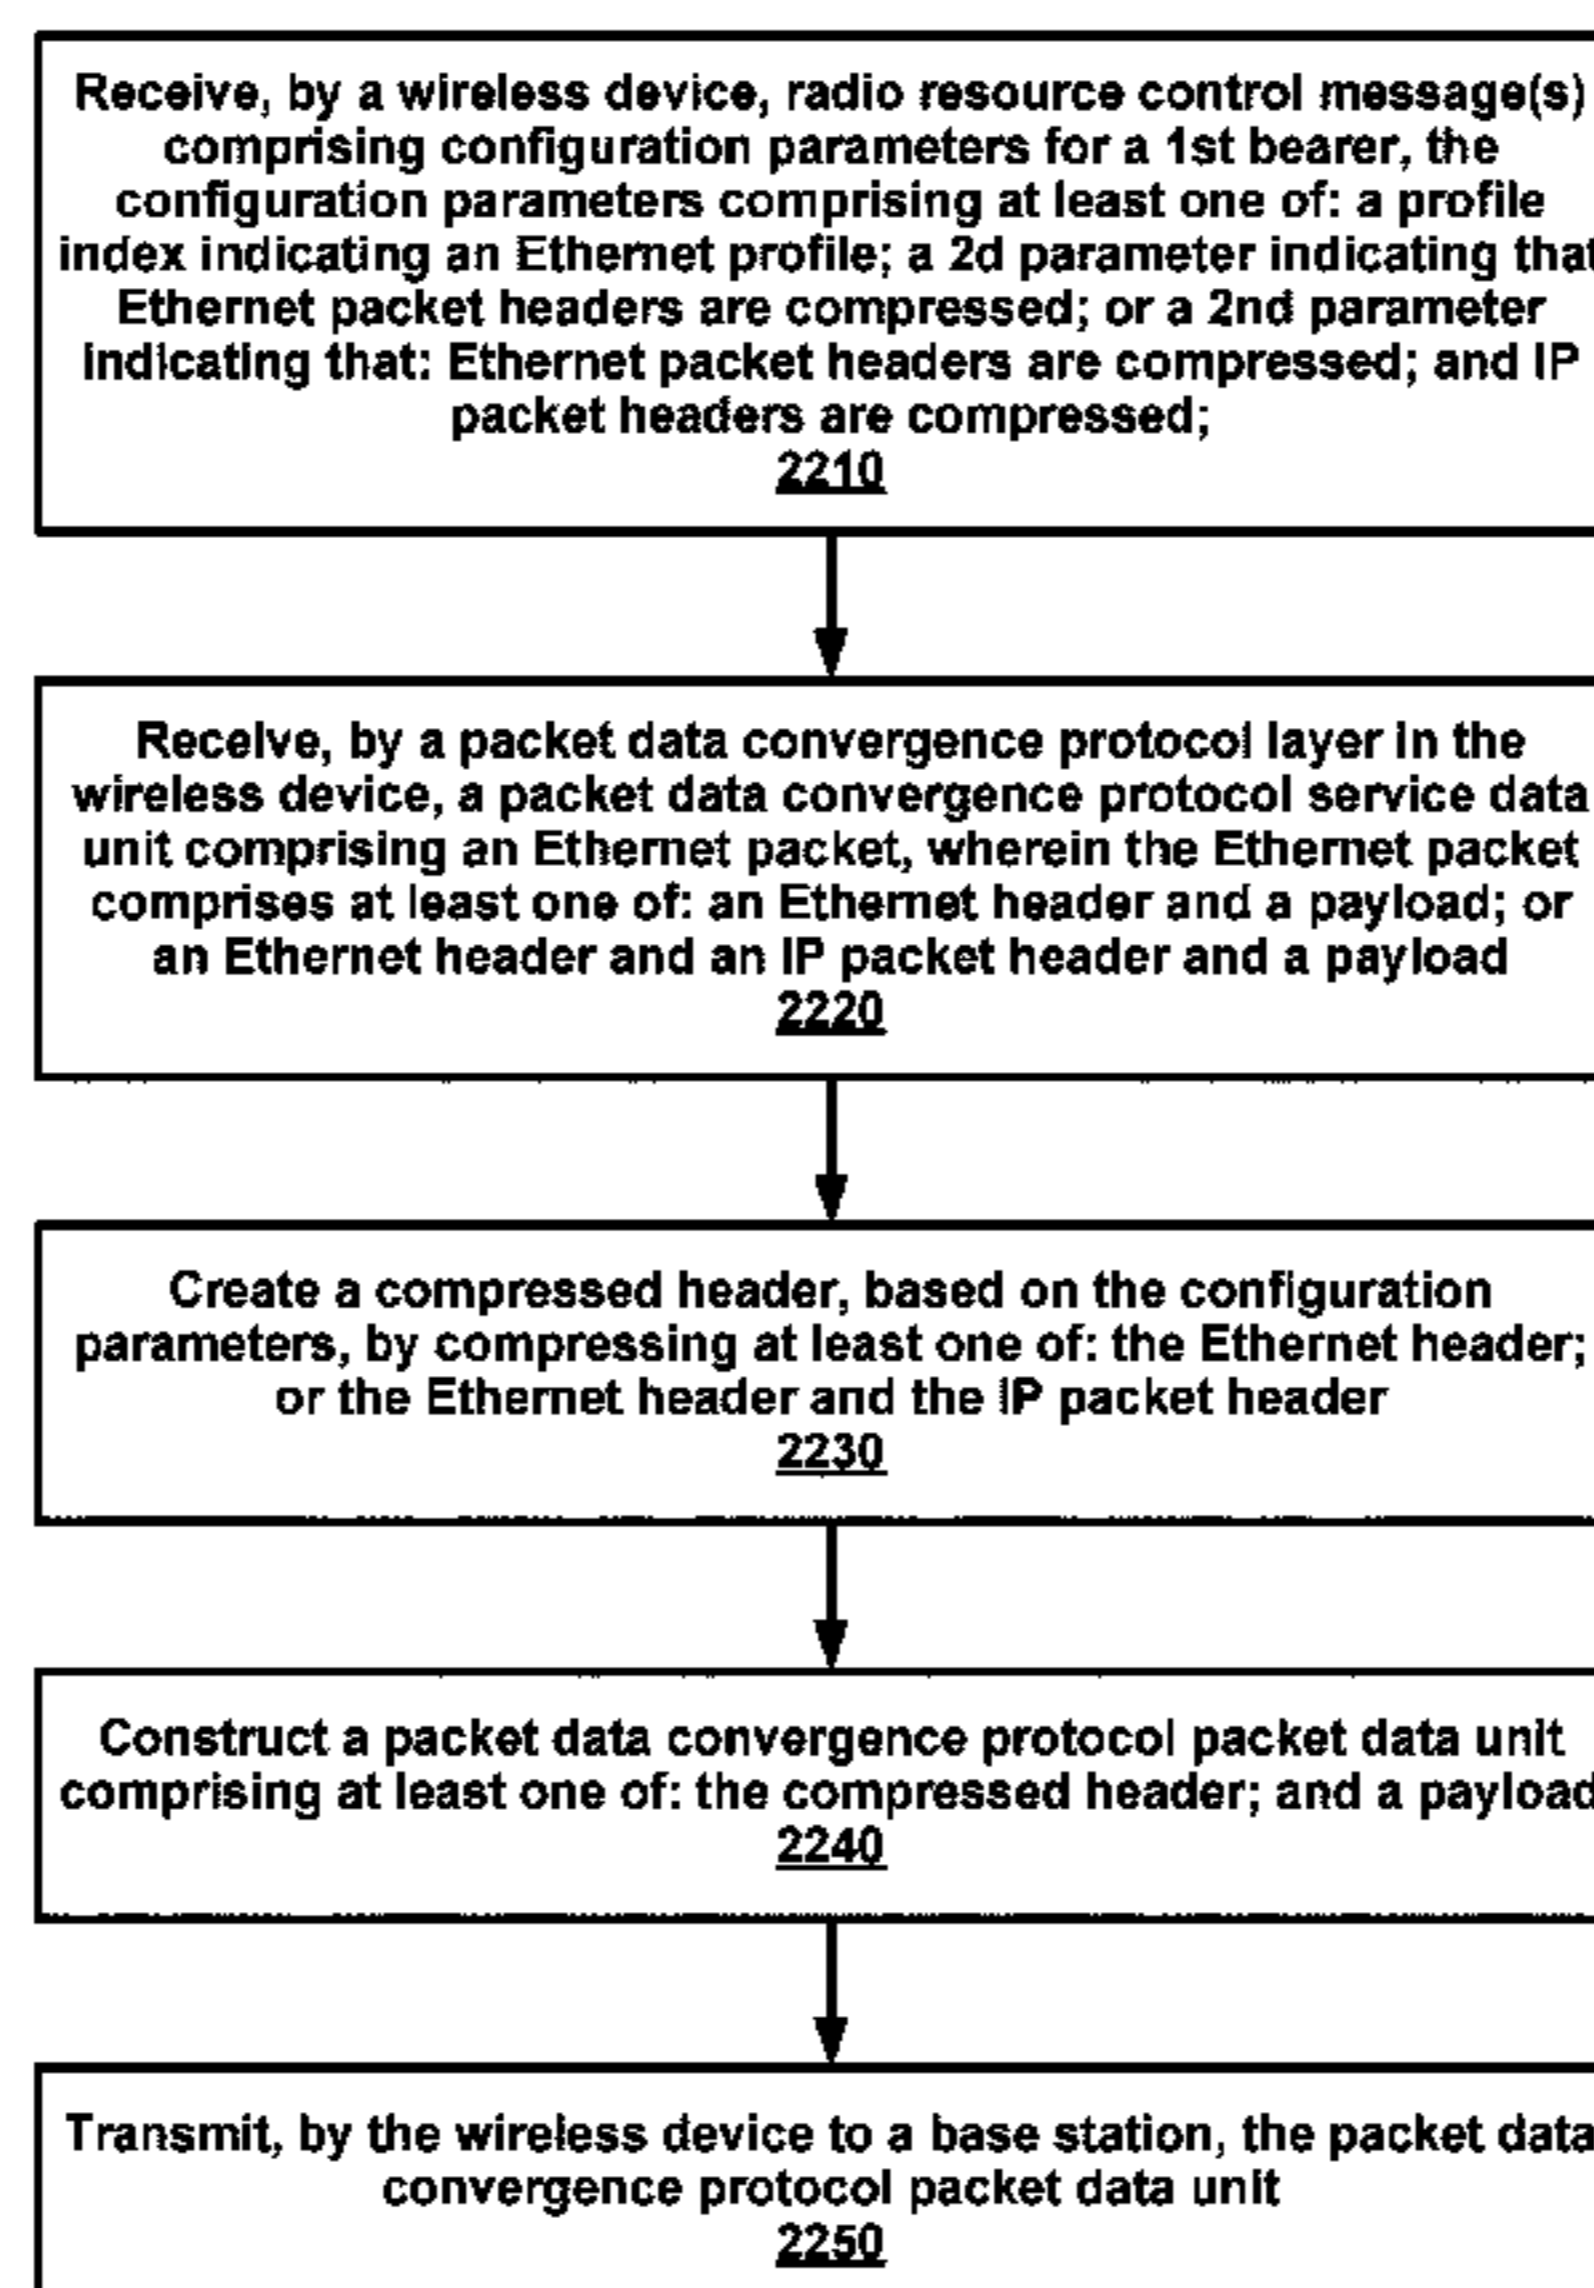 Receive, by a wireless device, radio resource control message(s)
comprising configuration parameters for a 1st bearer, the
configuration parameters comprising at least one of: a profile
index indicating an Ethernet profile; a 2d parameter indicating that
Ethernet packet headers are compressed; or a 2nd parameter
indicating that: Ethernet packet headers are compressed; and IP
packet headers are compressed;
2210
Receive, by a packet data convergence protocol layer in the
wireless device, a packet data convergence protocol service data
unit comprising an Ethernet packet, wherein the Ethernet packet
comprises at least one of: an Ethernet header and a payload; or
an Ethernet header and an IP packet header and a payload
2220
Create a compressed header, based on the configuration
parameters, by compressing at least one of: the Ethernet header;
or the Ethernet header and the IP packet header
2230
Construct a packet data convergence protocol packet data unit
comprising at least one of: the compressed header; and a payload
2240
Transmit, by the wireless device to a base station, the packet data
convergence protocol packet data unit
2250